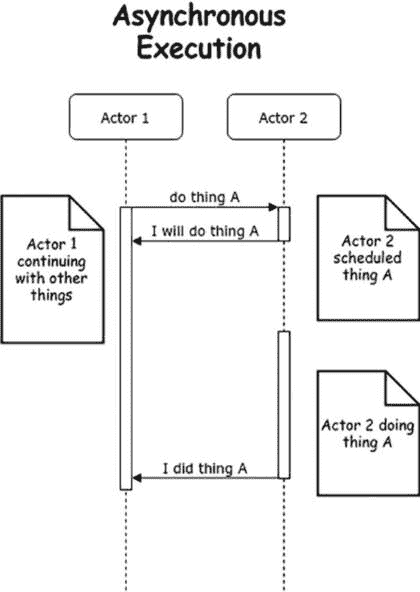 Asynchronous
Execution
Actor 1
Actor 2
do thing A
I will do thing A
Actor 1
continuing
with other
things
Actor 2
scheduled
thing A
Actor 2 doing
thing A
I did thing A